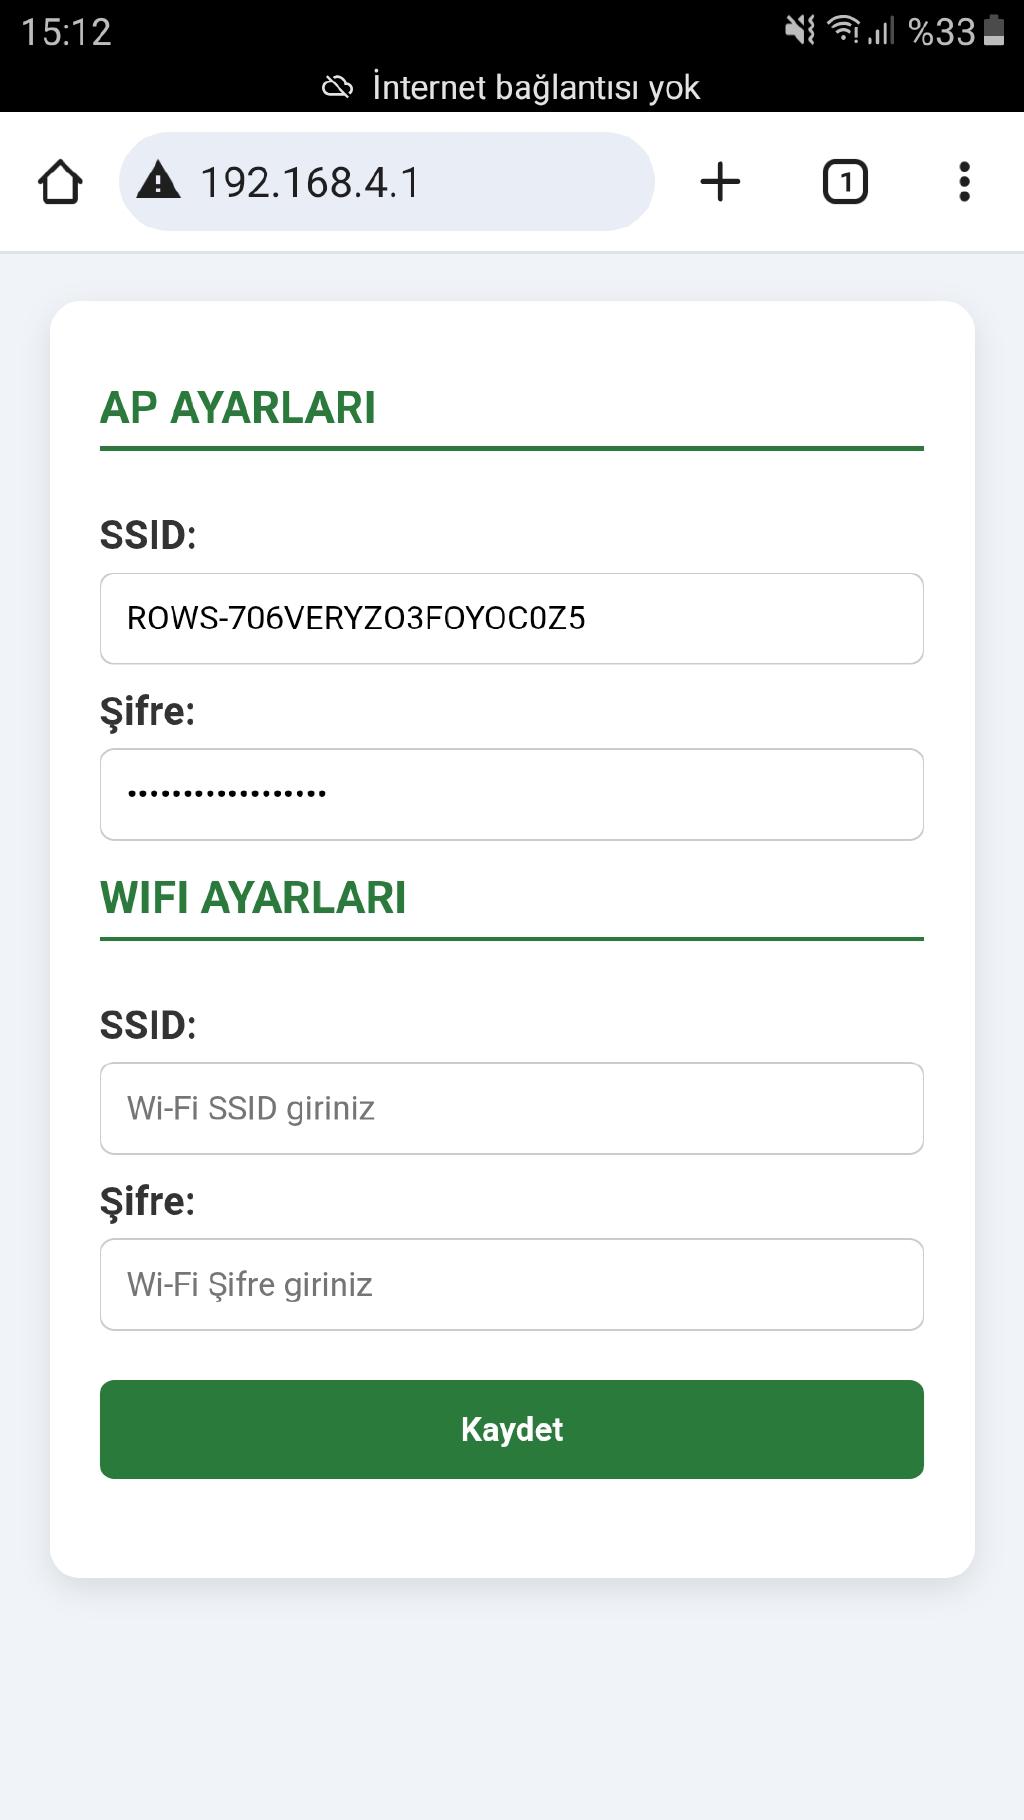 15:12
%33
İnternet bağlantısı yok
192.168.4.1
1
AP AYARLARI
SSID:
ROWS-706VERYZO3FOYOC0Z5
Şifre:
••••••••••••••••••
WIFI AYARLARI
SSID:
Wi-Fi SSID giriniz
Şifre:
Wi-Fi Şifre giriniz
Kaydet